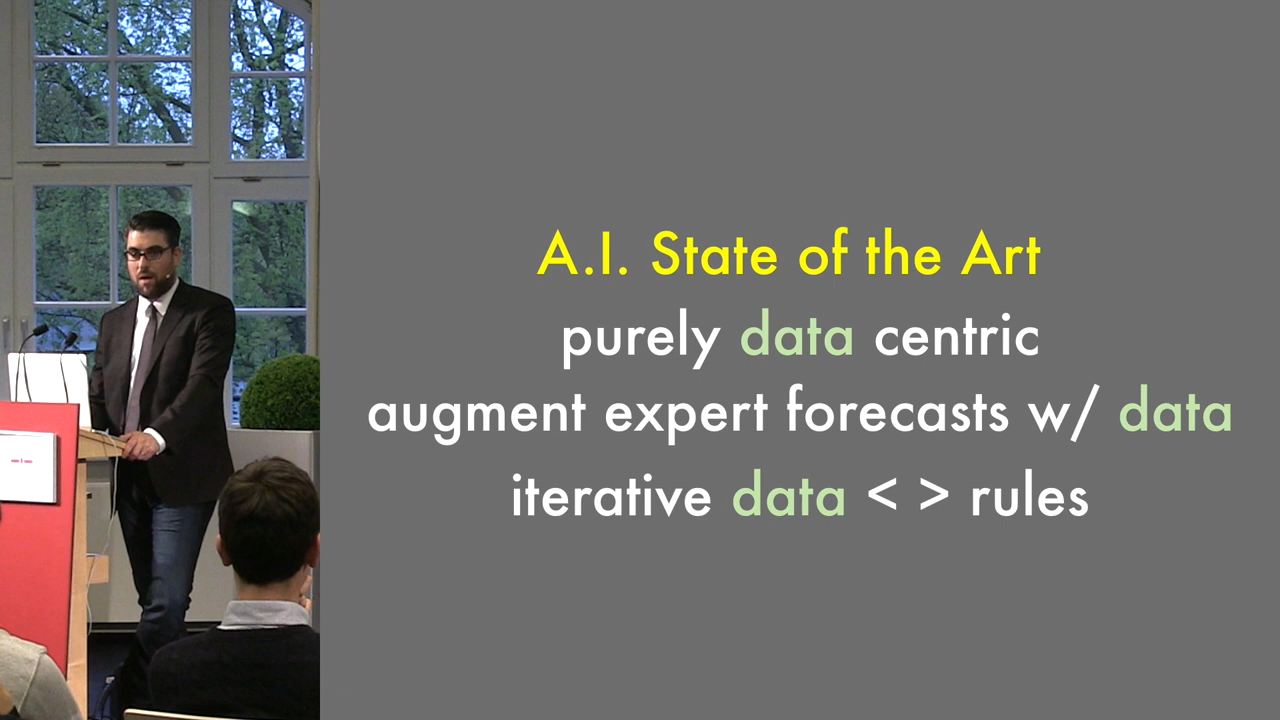 A.I. State of the Art
purely data centric
augment expert forecasts w/ data
iterative data < > rules